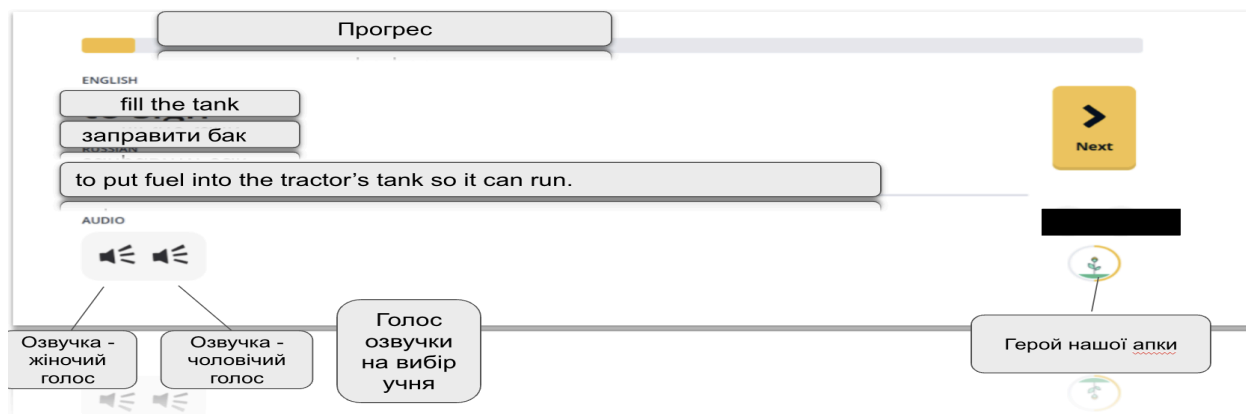 Прогрес
ENGLISH
fill the tank
заправити бак
RUSSIAN
to put fuel into the tractor's tank so it can run.
Next
AUDIO
Озвучка -
жіночий
голос
Озвучка -
чоловічий
голос
Голос
озвучки
на вибір
учня
Герой нашої апки